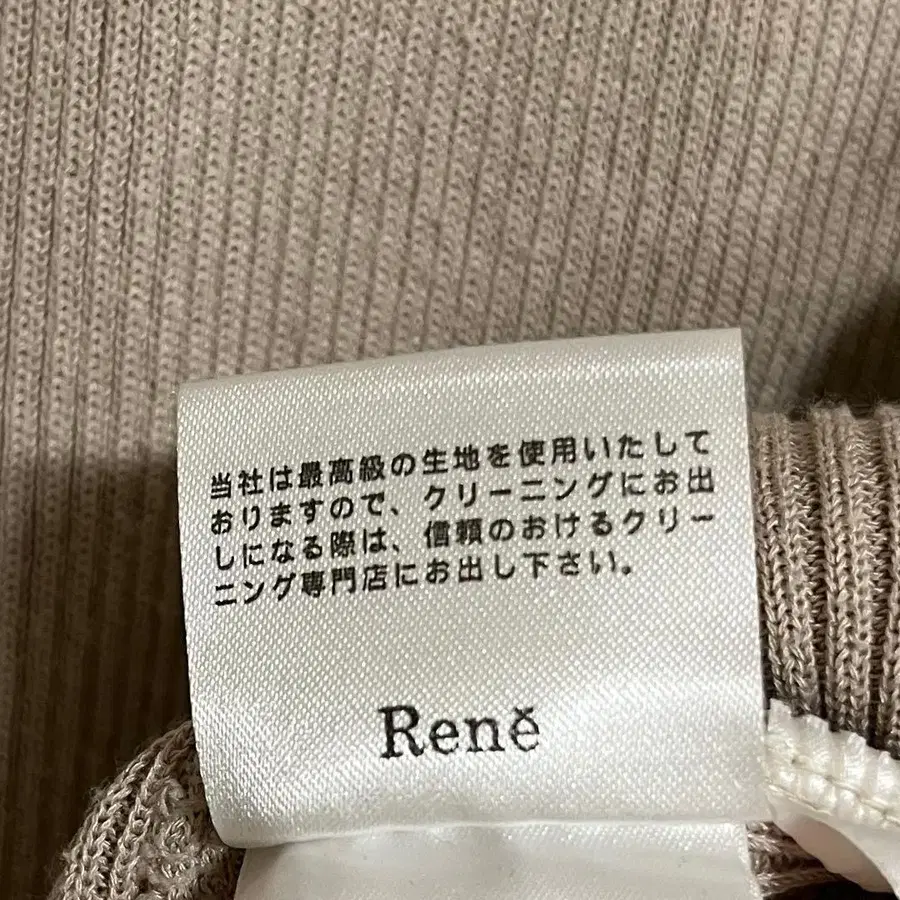 当社は最高級の生地を使用いたして
おりますので、クリーニングにお出
しになる際は、信頼のおけるクリー
ニング専門店にお出し下さい。
Reně